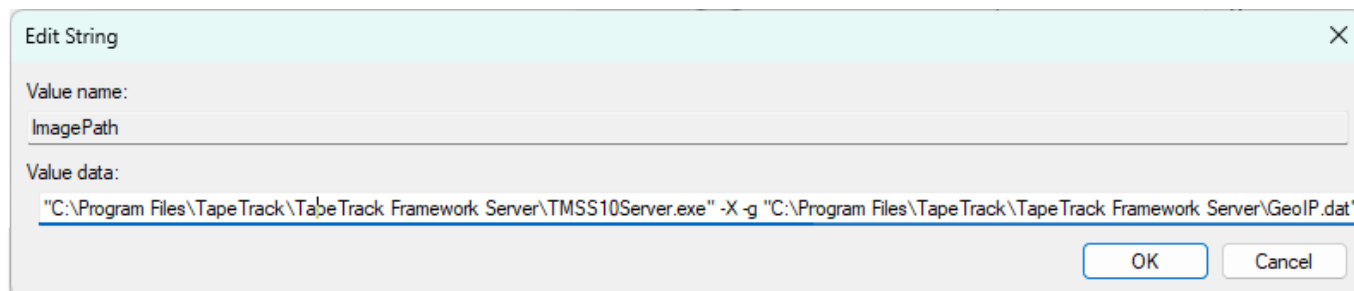 Edit String
Value name:
ImagePath
Value data:
"C:\Program Files\TapeTrack\TapeTrack Framework Server\TMSS10Server.exe" -X -g "C:\Program Files\TapeTrack\TapeTrack Framework Server\GeoIP.dat"
OK
Cancel